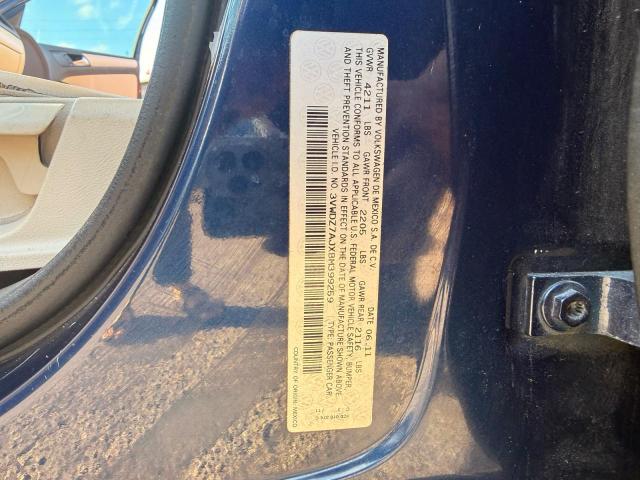 MANUFACTURED BY VOLKSWAGEN DE MEXICO S.A. DE C.V. DATE 06.11
GVWR 4211 LBS GAWR FRONT 2205 LBS GAWR REAR 2116 LBS
THIS VEHICLE CONFORMS TO ALL APPLICABLE U.S. FEDERAL MOTOR VEHICLE SAFETY, BUMPER,
AND THEFT PREVENTION STANDARDS IN EFFECT ON THE DATE OF MANUFACTURE SHOWN ABOVE.
VEHICLE I.D. NO. 3VWDZ7AJXBM399259 TYPE: PASSENGER CAR
COUNTRY OF ORIGIN: MEXICO